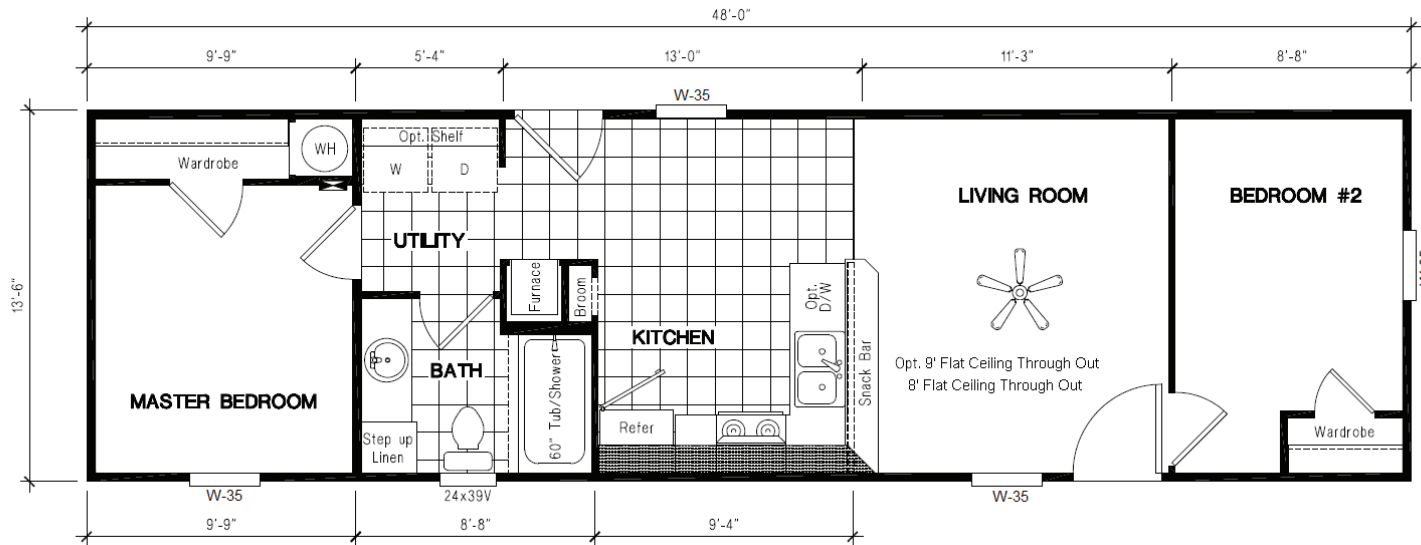 48'-0"
9'-9"
5'-4"
13'-0"
11'-3"
8'-8"
W-35
13'-6"
Wardrobe
WH
Opt. Shelf
W
D
UTILITY
LIVING ROOM
BEDROOM #2
Furnace
Broom
Opt.
D/W
KITCHEN
BATH
60" Tub/Shower
Snack Bar
Opt. 9' Flat Ceiling Through Out
8' Flat Ceiling Through Out
MASTER BEDROOM
Step up
Linen
Refer
Wardrobe
W-35
24x39V
W-35
9'-9"
8'-8"
9'-4"